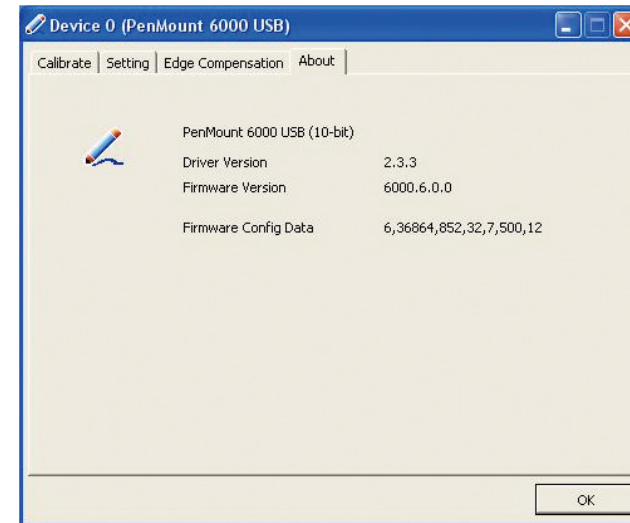 Device 0 (PenMount 6000 USB)
Calibrate Setting Edge Compensation About
PenMount 6000 USB (10-bit)
Driver Version 2.3.3
Firmware Version 6000.6.0.0
Firmware Config Data 6,36864,852,32,7,500,12
OK